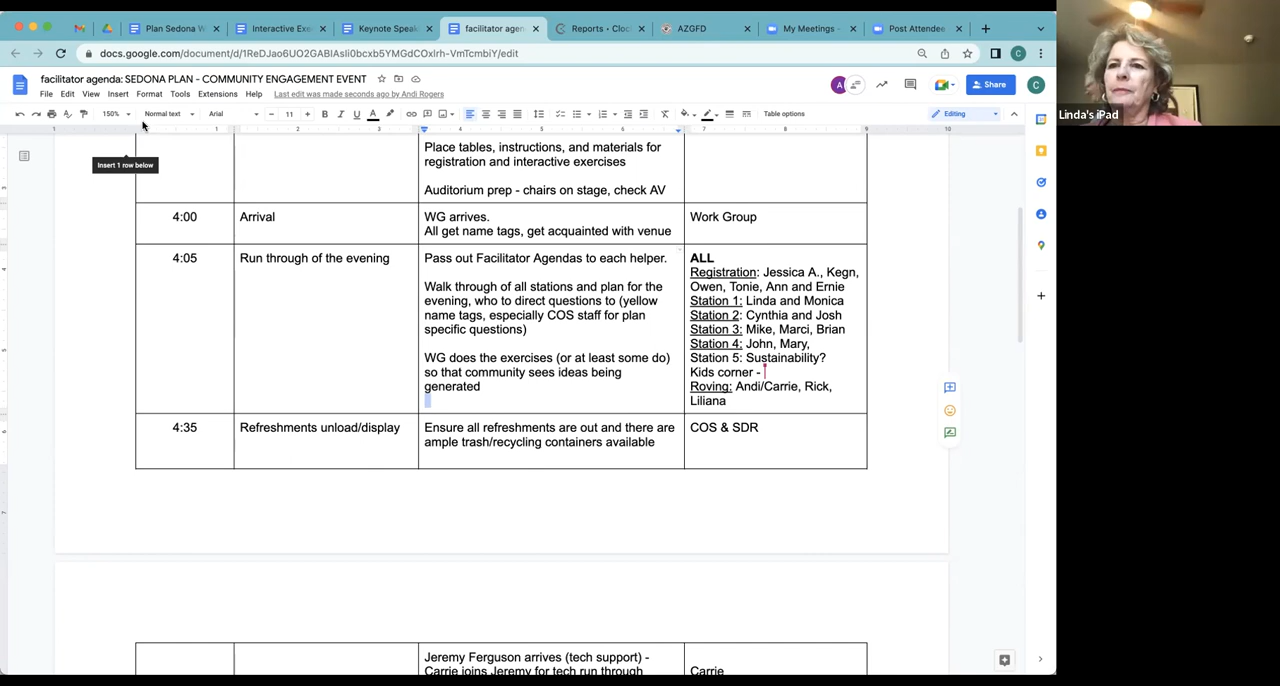 Plan Sedona W
Interactive Exe
Keynote Speak
facilitator agen
Reports - Cloc
AZGFD
My Meetings -
Post Attendee
docs.google.com/document/d/1ReDJao6UO2GABIAsli0bcxb5YMGdCOxlrh-VmTcmbiY/edit
facilitator agenda: SEDONA PLAN - COMMUNITY ENGAGEMENT EVENT
File Edit View Insert Format Tools Extensions Help Last edit was made seconds ago by Andi Rogers
A
Share
C
150% Normal text Arial 11 Table options Editing
Insert 1 row below
Place tables, instructions, and materials for
registration and interactive exercises
Auditorium prep - chairs on stage, check AV
4:00
Arrival
WG arrives.
All get name tags, get acquainted with venue
Work Group
4:05
Run through of the evening
Pass out Facilitator Agendas to each helper.
Walk through of all stations and plan for the
evening, who to direct questions to (yellow
name tags, especially COS staff for plan
specific questions)
WG does the exercises (or at least some do)
so that community sees ideas being
generated
ALL
Registration: Jessica A., Kegn,
Owen, Tonie, Ann and Ernie
Station 1: Linda and Monica
Station 2: Cynthia and Josh
Station 3: Mike, Marci, Brian
Station 4: John, Mary,
Station 5: Sustainability?
Kids corner -
Roving: Andi/Carrie, Rick,
Liliana
4:35
Refreshments unload/display
Ensure all refreshments are out and there are
ample trash/recycling containers available
COS & SDR
Jeremy Ferguson arrives (tech support) -
Carrie joins Jeremy for tech run through
Carrie
Linda's iPad